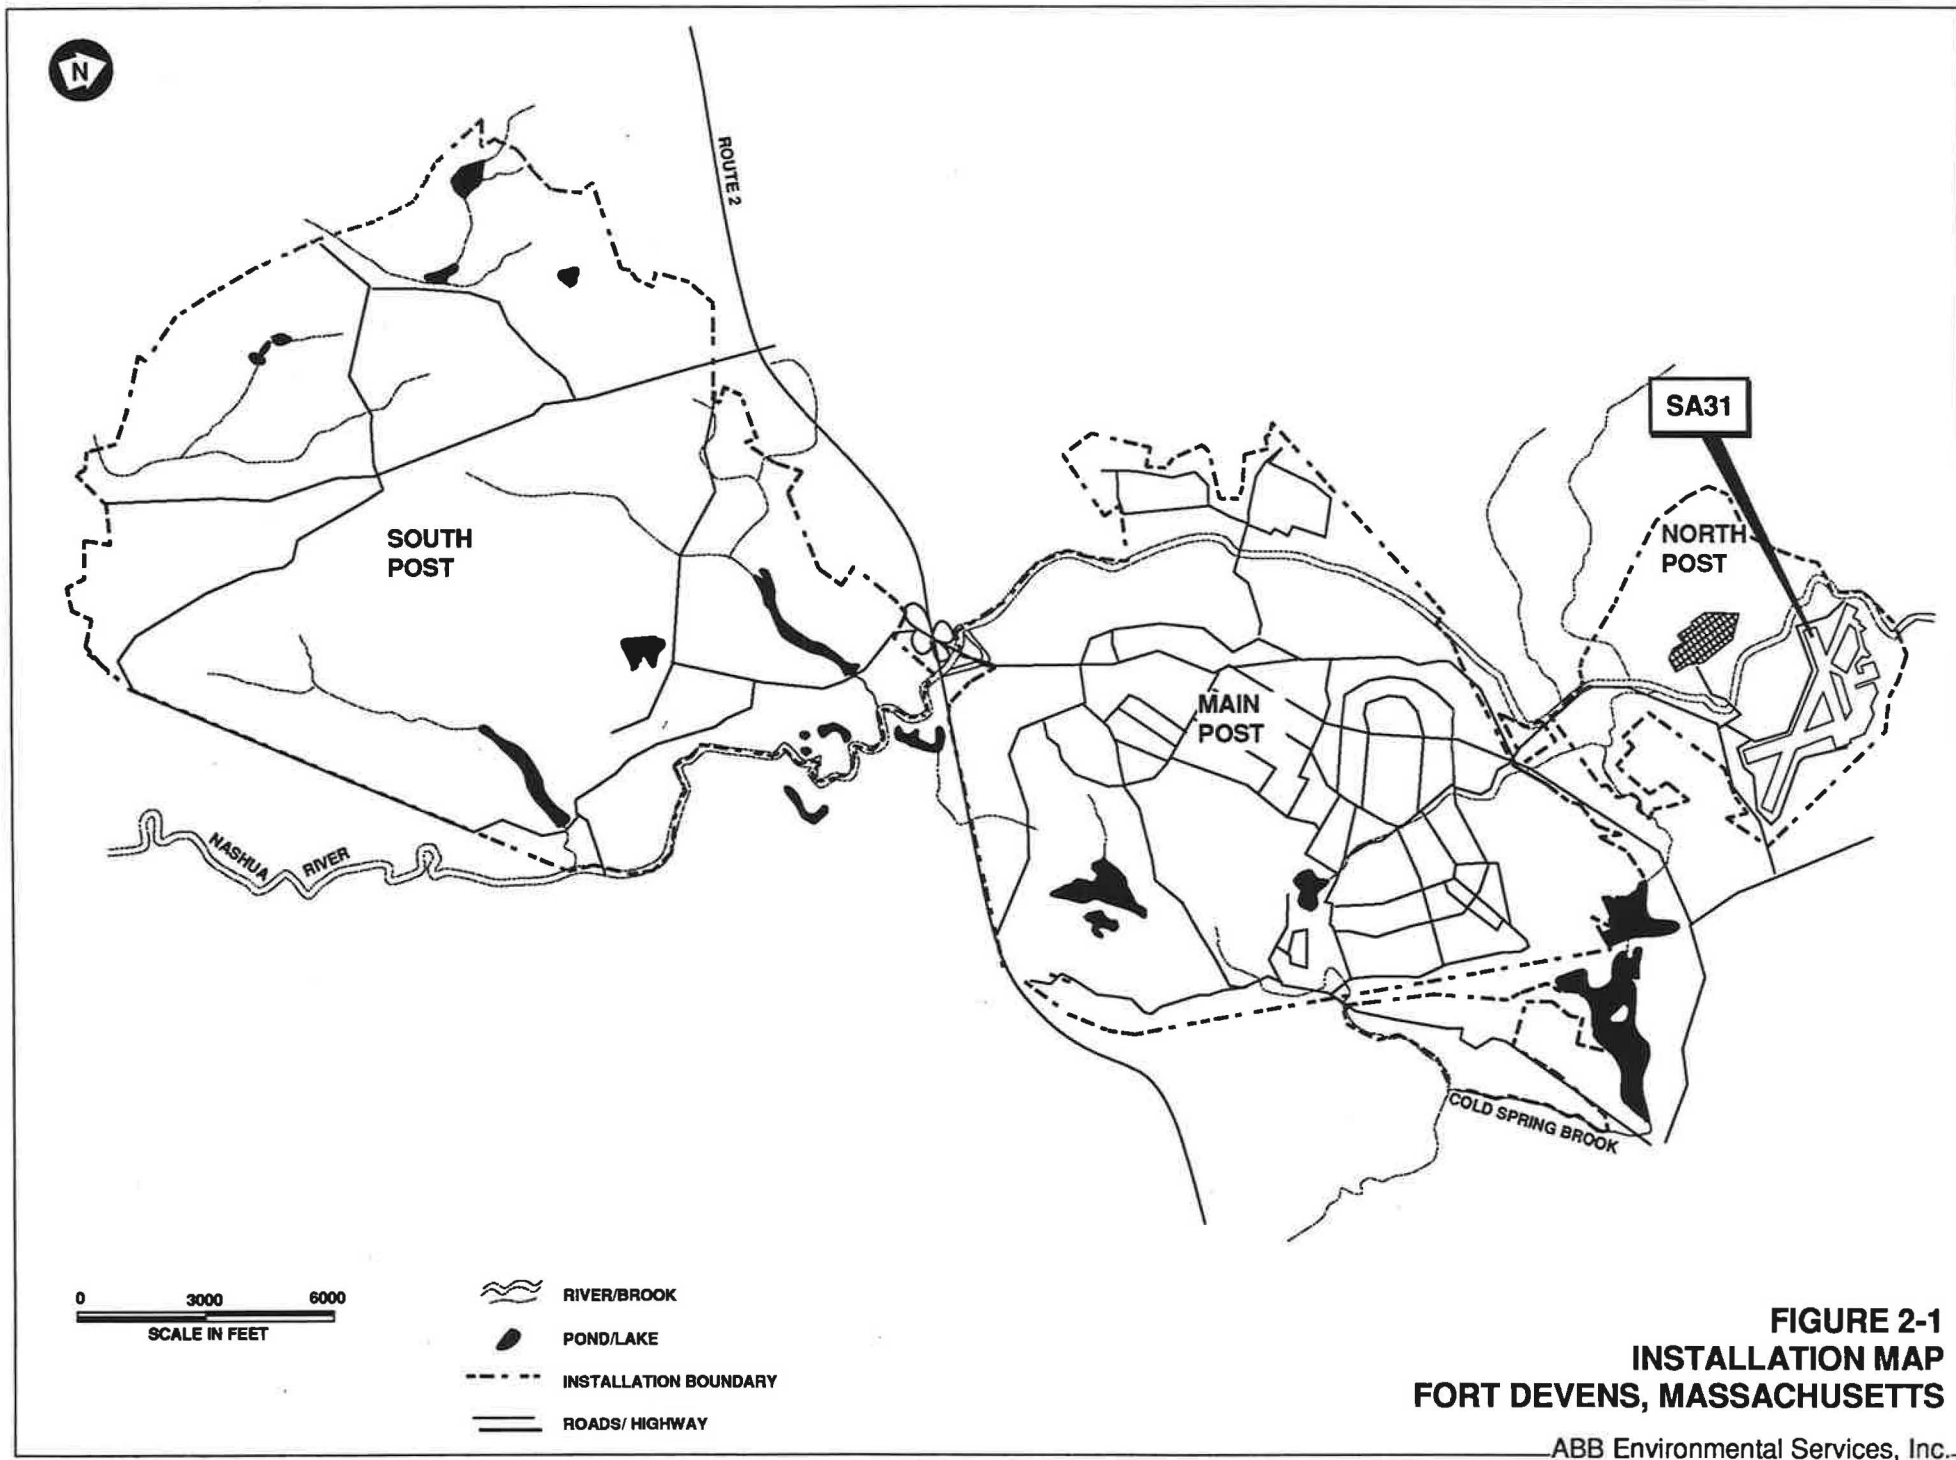 N
ROUTE 2
SA31
SOUTH
POST
NORTH
POST
MAIN
POST
NASHUA
RIVER
COLD SPRING BROOK
0 3000 6000
SCALE IN FEET
RIVER/BROOK
POND/LAKE
INSTALLATION BOUNDARY
ROADS/ HIGHWAY
FIGURE 2-1
INSTALLATION MAP
FORT DEVENS, MASSACHUSETTS
ABB Environmental Services, Inc.